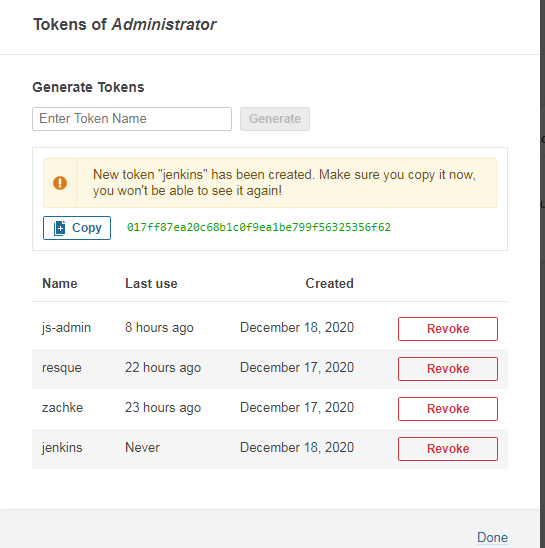 Tokens of Administrator
Generate Tokens
Enter Token Name Generate
New token "jenkins" has been created. Make sure you copy it now,
you won't be able to see it again!
Copy 017ff87ea20c68b1c0f9ea1be799f56325356f62
Name Last use Created
js-admin 8 hours ago December 18, 2020 Revoke
resque 22 hours ago December 17, 2020 Revoke
zachke 23 hours ago December 17, 2020 Revoke
jenkins Never December 18, 2020 Revoke
Done